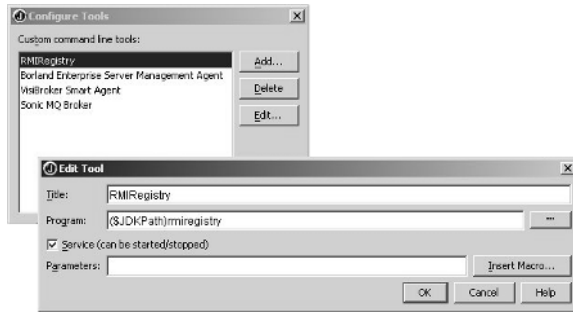 Configure Tools
Custom command line tools:
RMIRegistry
Borland Enterprise Server Management Agent
VisiBroker Smart Agent
Sonic MQ Broker
Add...
Delete
Edit...
Edit Tool
Title: RMIRegistry
Program: ($JDKPath)rmiregistry ...
Service (can be started/stopped)
Parameters: Insert Macro...
OK Cancel Help